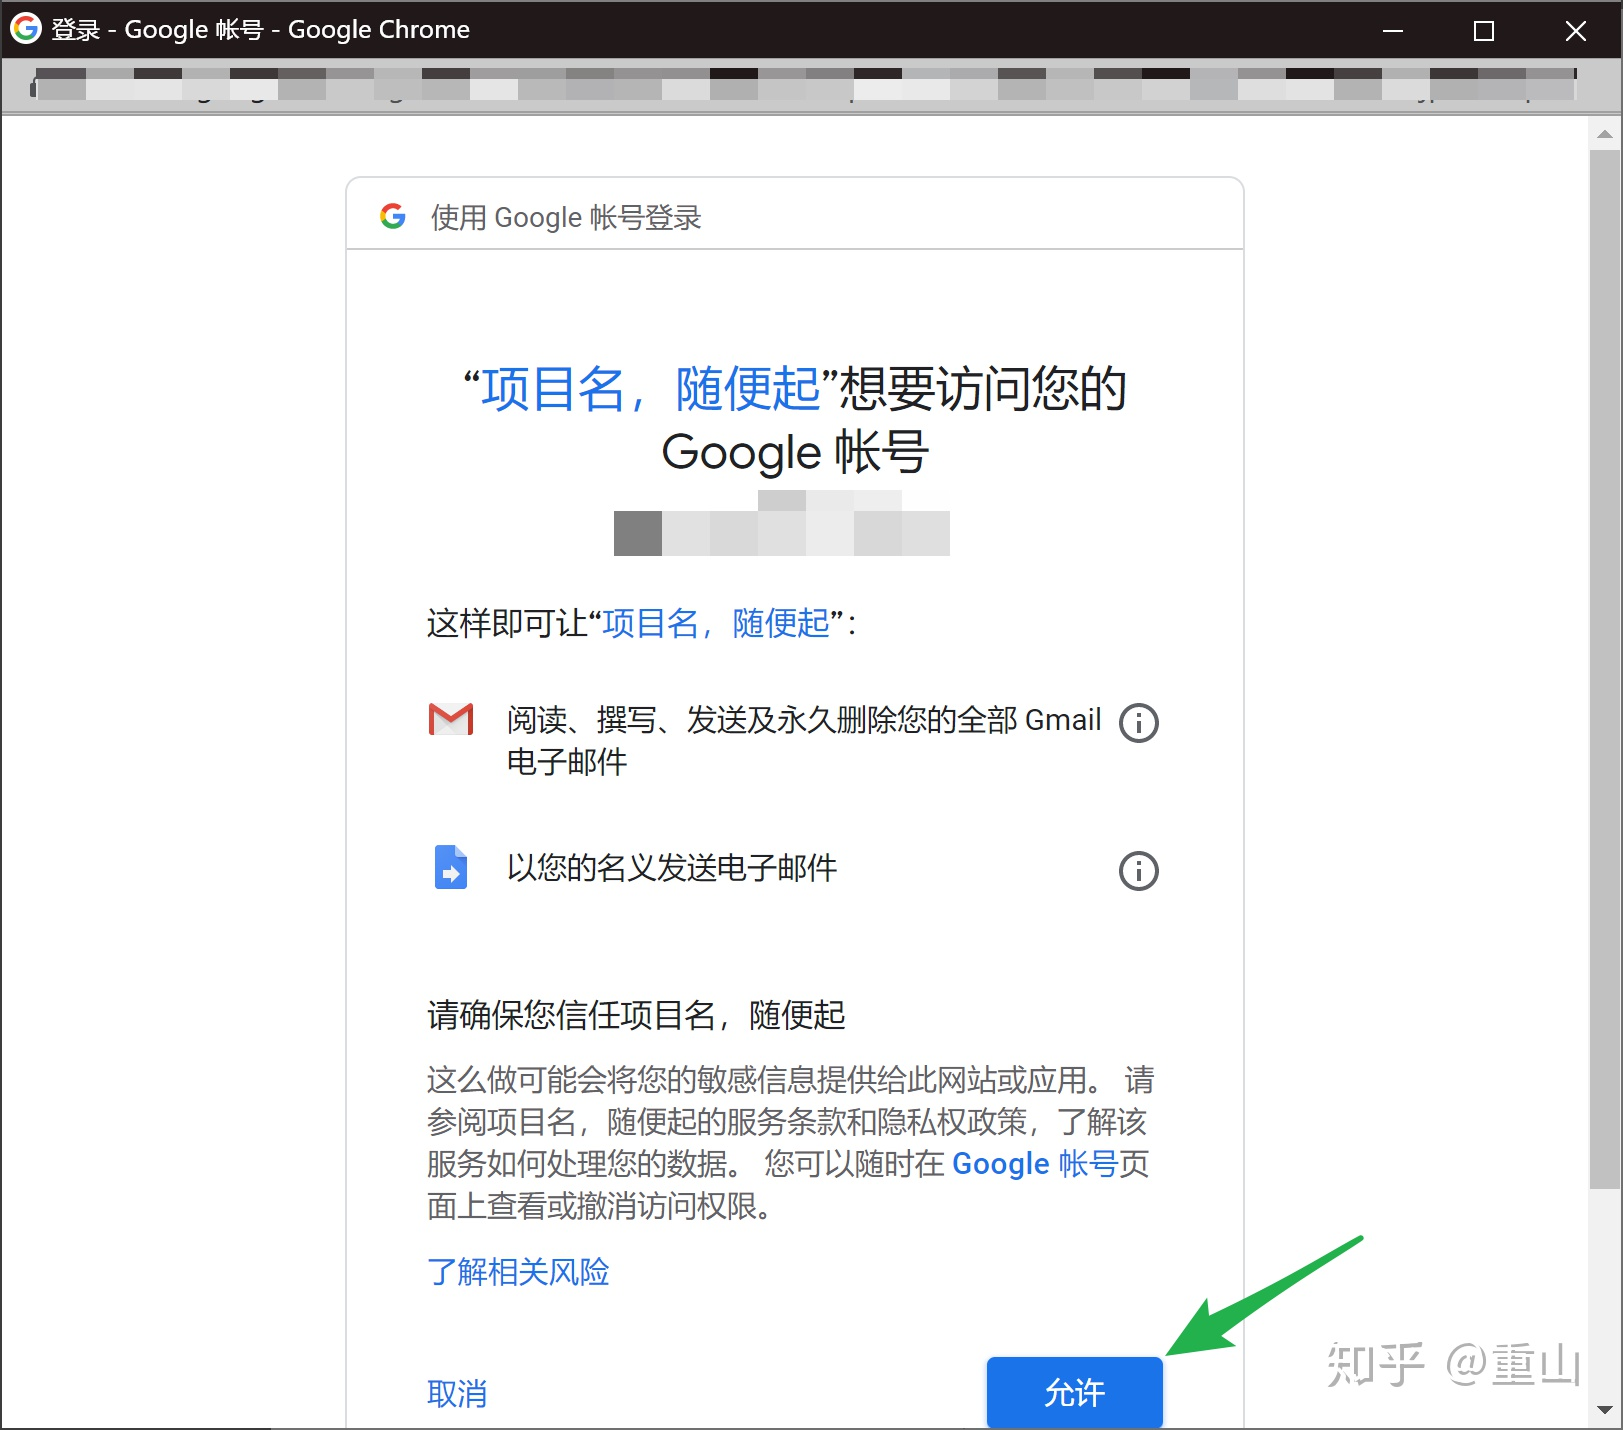 登录 - Google 帐号 - Google Chrome
使用 Google 帐号登录
“项目名，随便起”想要访问您的
Google 帐号
这样即可让“项目名，随便起”：
阅读、撰写、发送及永久删除您的全部 Gmail
电子邮件
以您的名义发送电子邮件
请确保您信任项目名，随便起
这么做可能会将您的敏感信息提供给此网站或应用。 请
参阅项目名，随便起的服务条款和隐私权政策，了解该
服务如何处理您的数据。 您可以随时在 Google 帐号页
面上查看或撤消访问权限。
了解相关风险
取消
允许
知乎 @重山